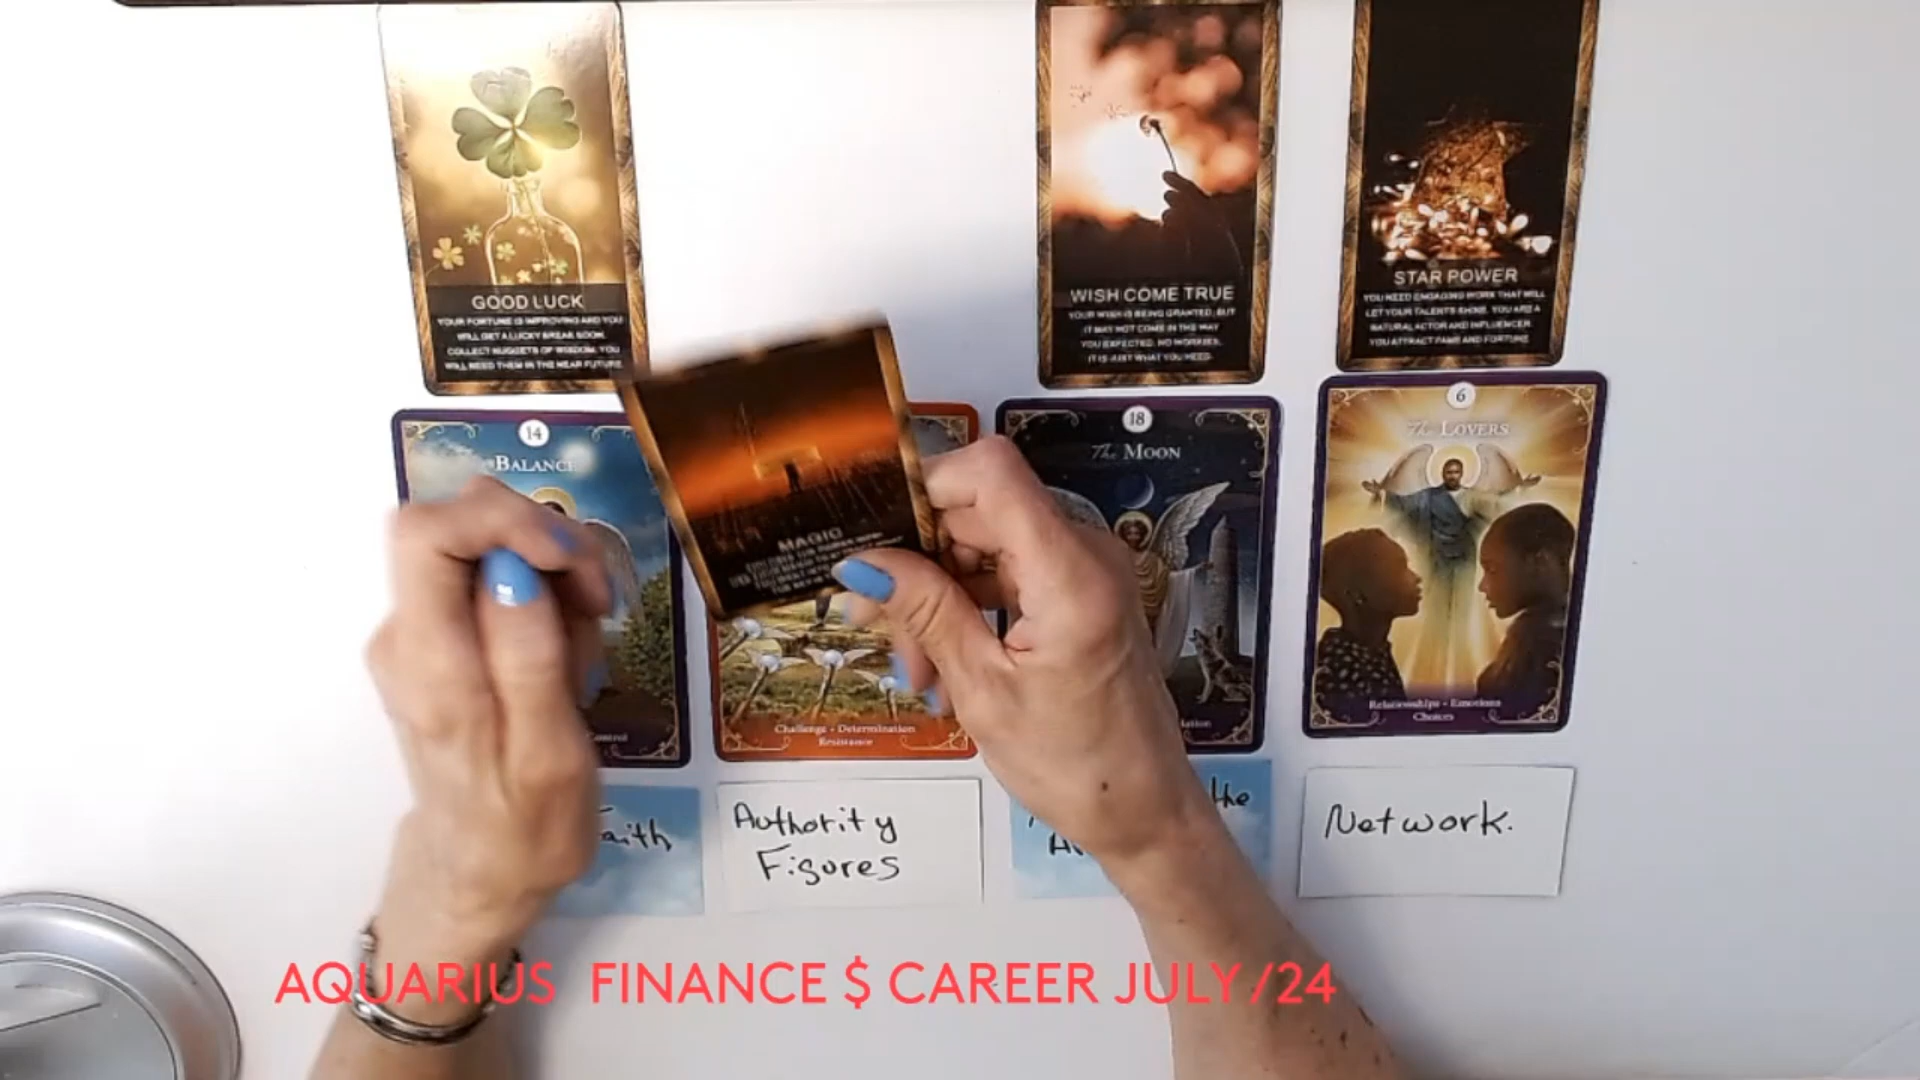 GOOD LUCK
YOUR FORTUNE IS IMPROVING AND YOU
WILL GET A LUCKY BREAK SOON.
COLLECT NUGGETS OF WISDOM. YOU
WILL NEED THEM IN THE NEAR FUTURE.
WISH COME TRUE
YOUR WISH IS BEING GRANTED, BUT
IT MAY NOT COME IN THE WAY
YOU EXPECTED. NO WORRIES,
IT IS JUST WHAT YOU NEED.
STAR POWER
YOU NEED ENGAGING WORK THAT WILL
LET YOUR TALENTS SHINE. YOU ARE A
NATURAL ACTOR AND INFLUENCER.
YOU ATTRACT FAME AND FORTUNE.
MAGIC
14
BALANCE
Control
Challenge - Determination
Resistance
18
The MOON
6
The LOVERS
Relationships - Emotions
Choices
Faith
Authority
Figures
the
Network.
AQUARIUS FINANCE $ CAREER JULY/24